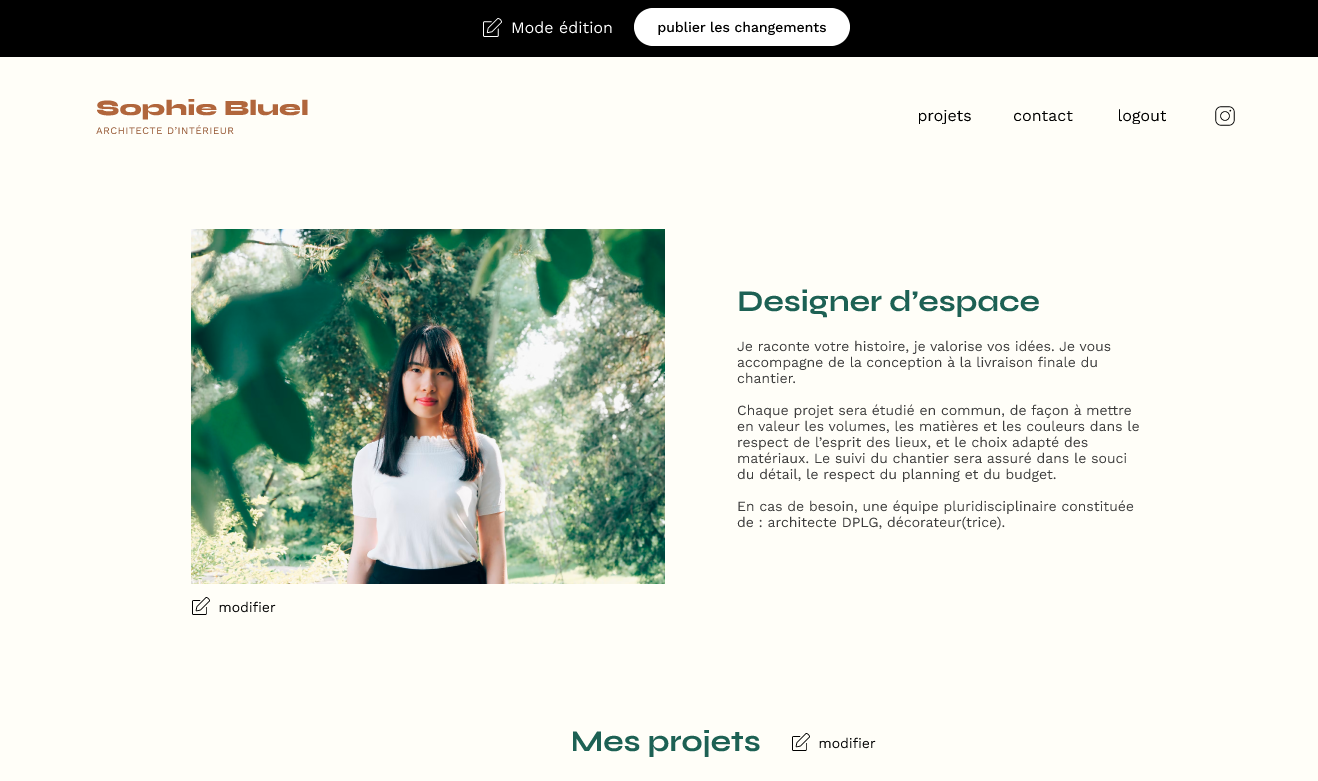 Mode édition
publier les changements
Sophie Bluel
ARCHITECTE D’INTÉRIEUR
projets
contact
logout
Designer d’espace
Je raconte votre histoire, je valorise vos idées. Je vous
accompagne de la conception à la livraison finale du
chantier.
Chaque projet sera étudié en commun, de façon à mettre
en valeur les volumes, les matières et les couleurs dans le
respect de l’esprit des lieux, et le choix adapté des
matériaux. Le suivi du chantier sera assuré dans le souci
du détail, le respect du planning et du budget.
En cas de besoin, une équipe pluridisciplinaire constituée
de : architecte DPLG, décorateur(trice).
modifier
Mes projets
modifier